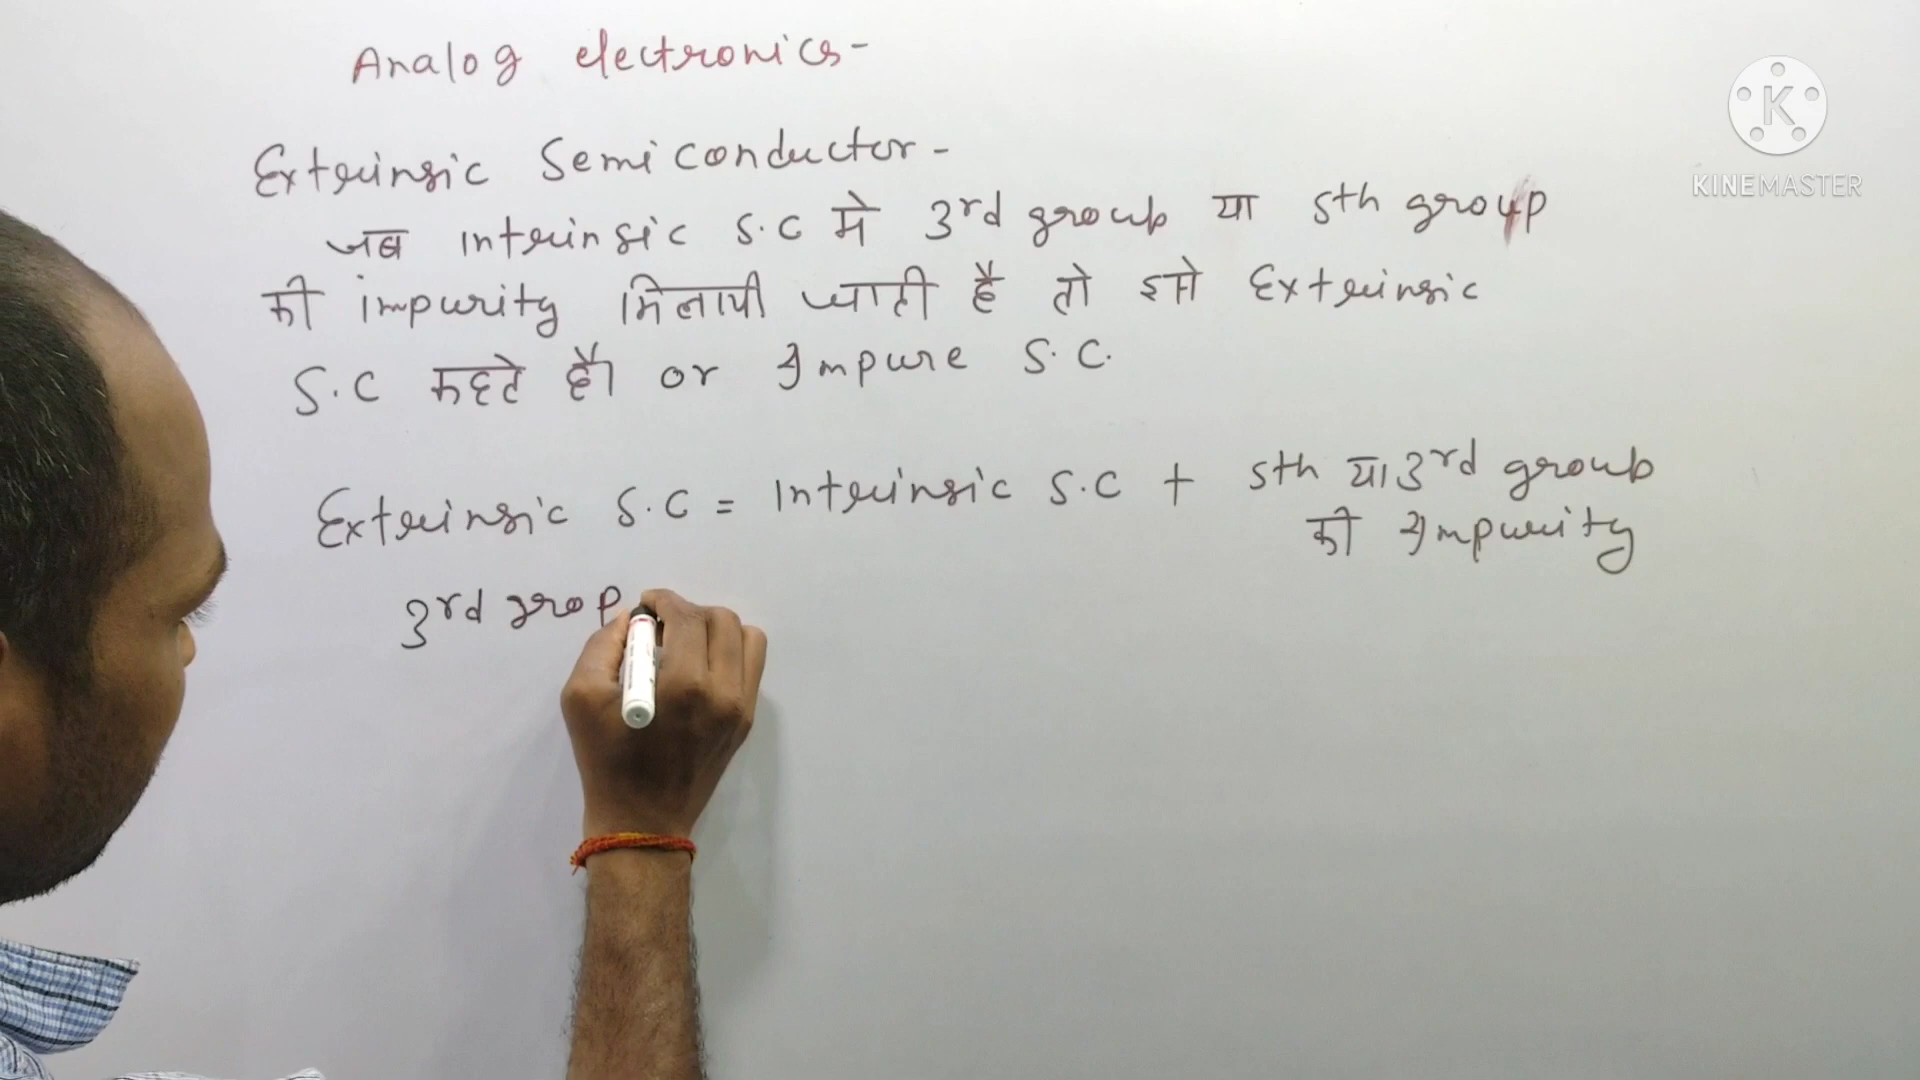 Analog electronics-
Extrinsic Semiconductor-
जब intrinsic S.C मे 3rd group या 5th group
की impurity मिलायी जाती है तो इसे Extrinsic
S.C कहते हैं। or Impure S.C.
Extrinsic S.C = Intrinsic S.C + 5th या 3rd group
की Impurity
3rd grop
K
KINEMASTER